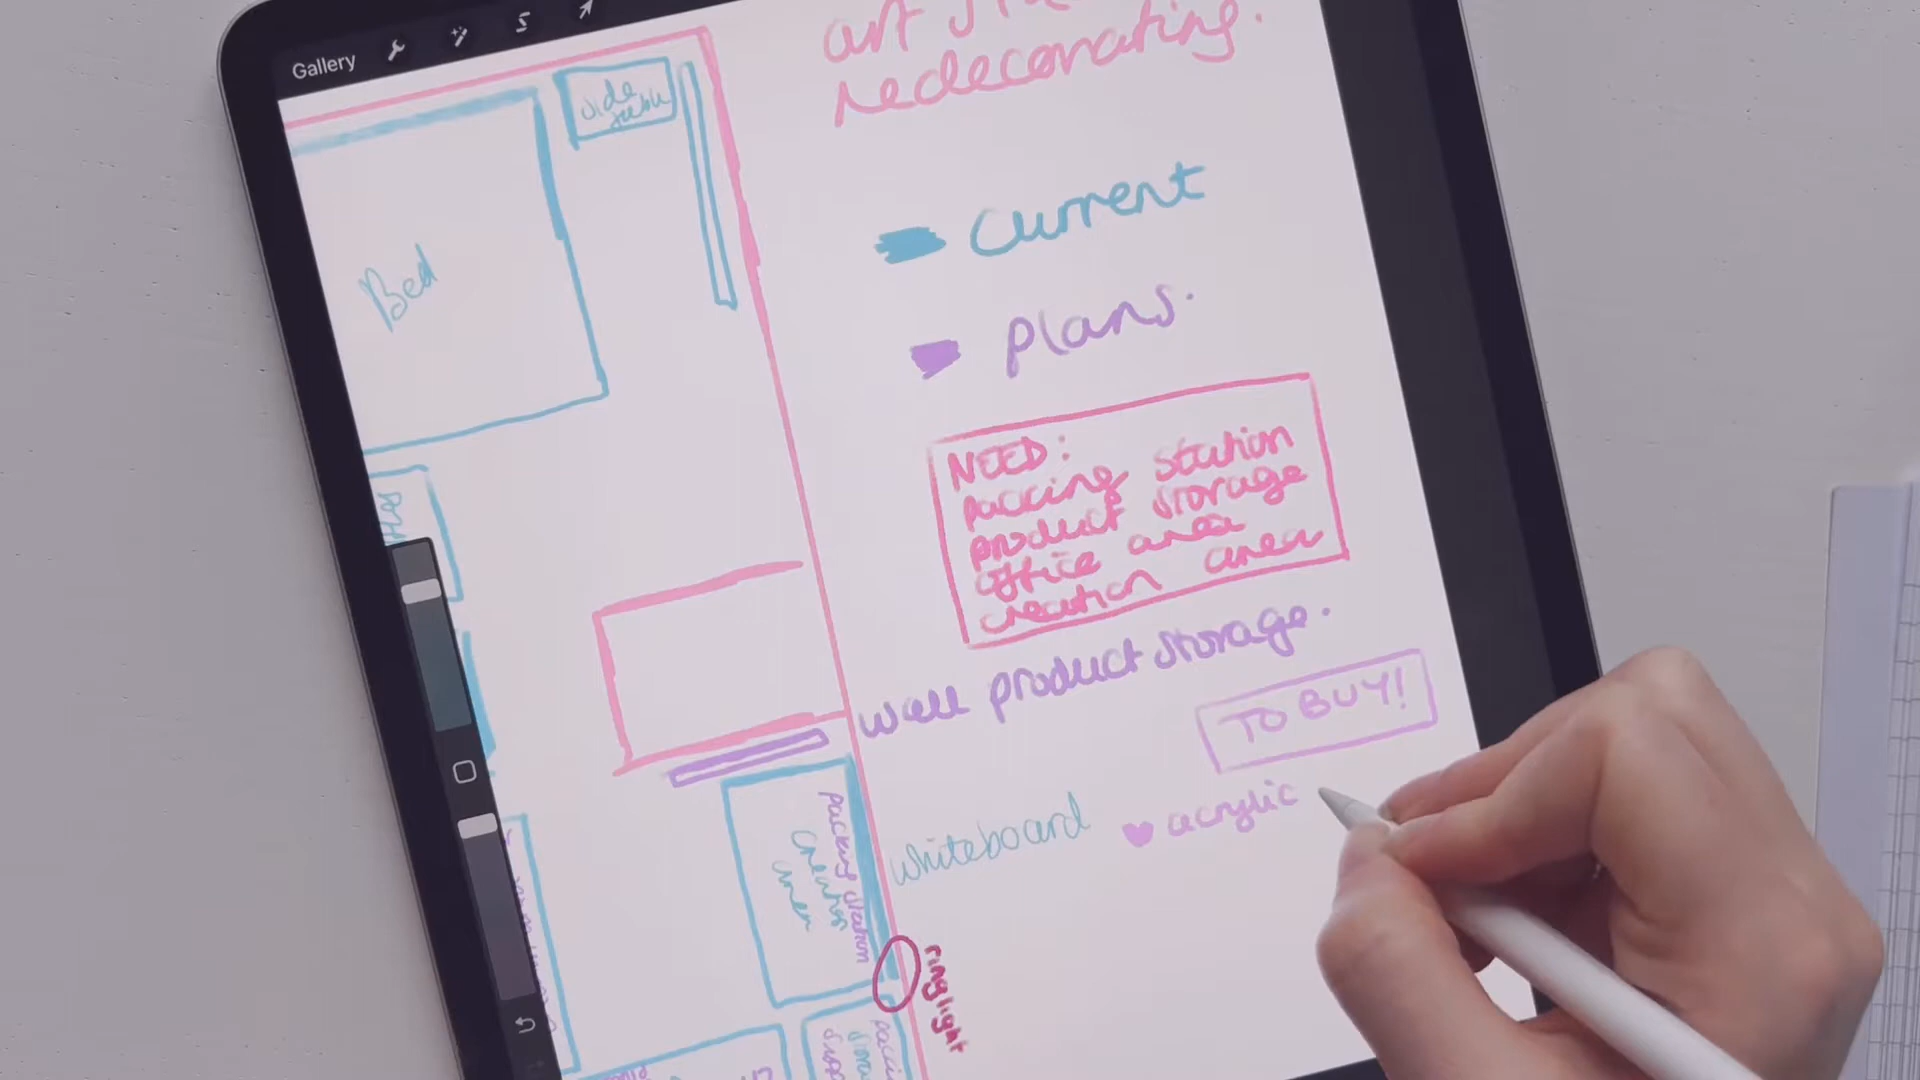 Gallery
art
redecorating.
side table
Current
Bed
Plans.
NEED:
packing station
product storage
office area
creation area
wall product storage.
TO BUY!
acrylic
whiteboard
packing station
creation
area
ringlight